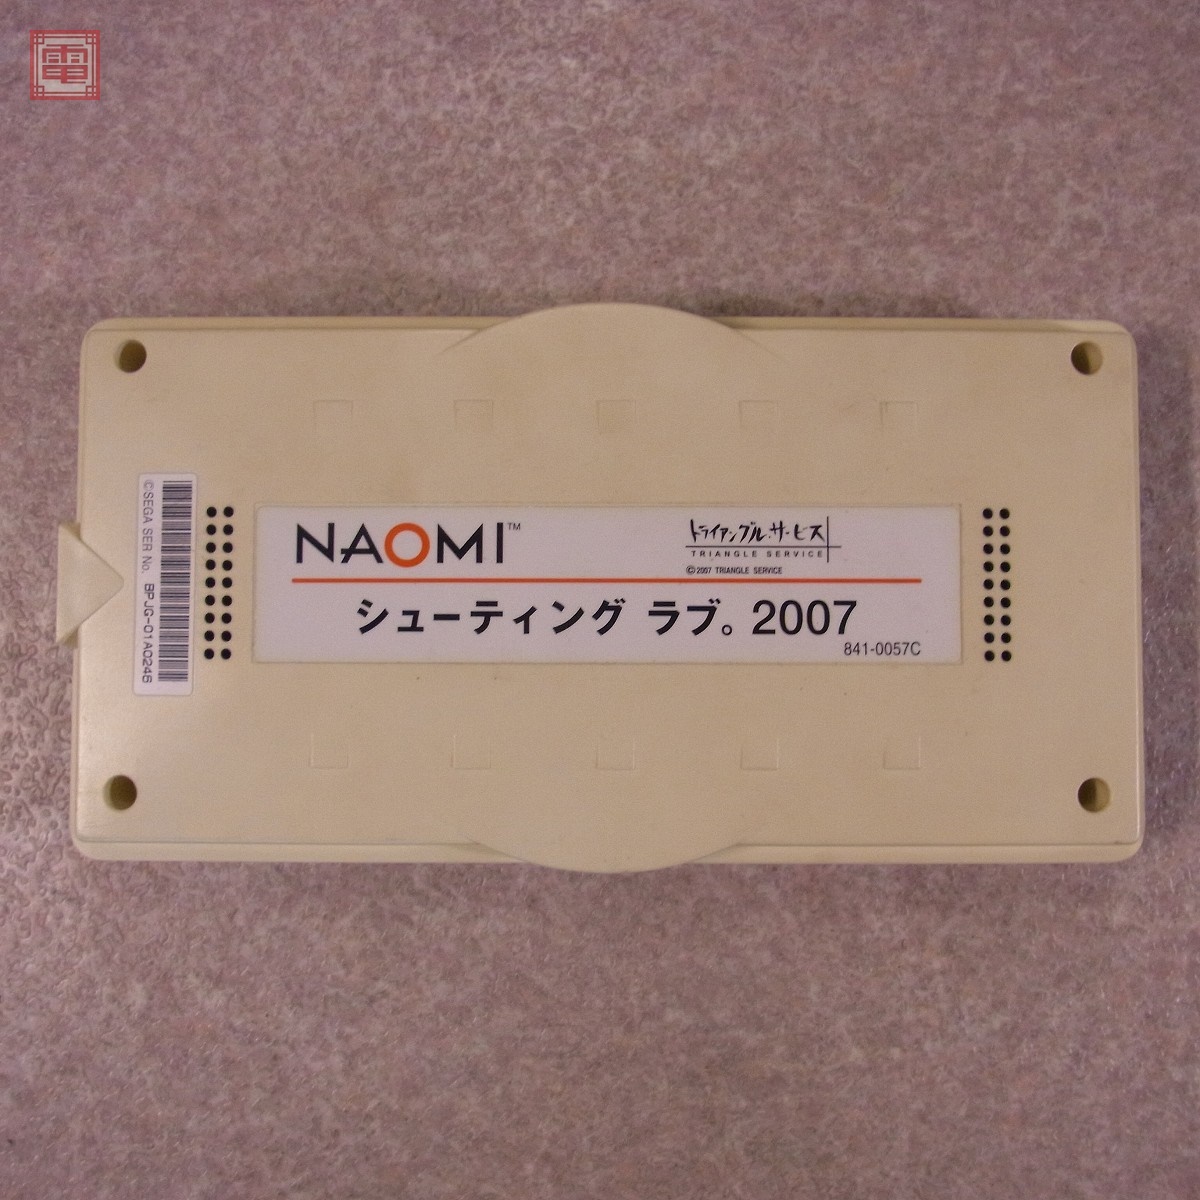 電
NAOMI™
トライアングル・サービス
TRIANGLE SERVICE
©2007 TRIANGLE SERVICE
シューティング ラブ。2007
841-0057C
©SEGA SER No. BPJG-01A0246